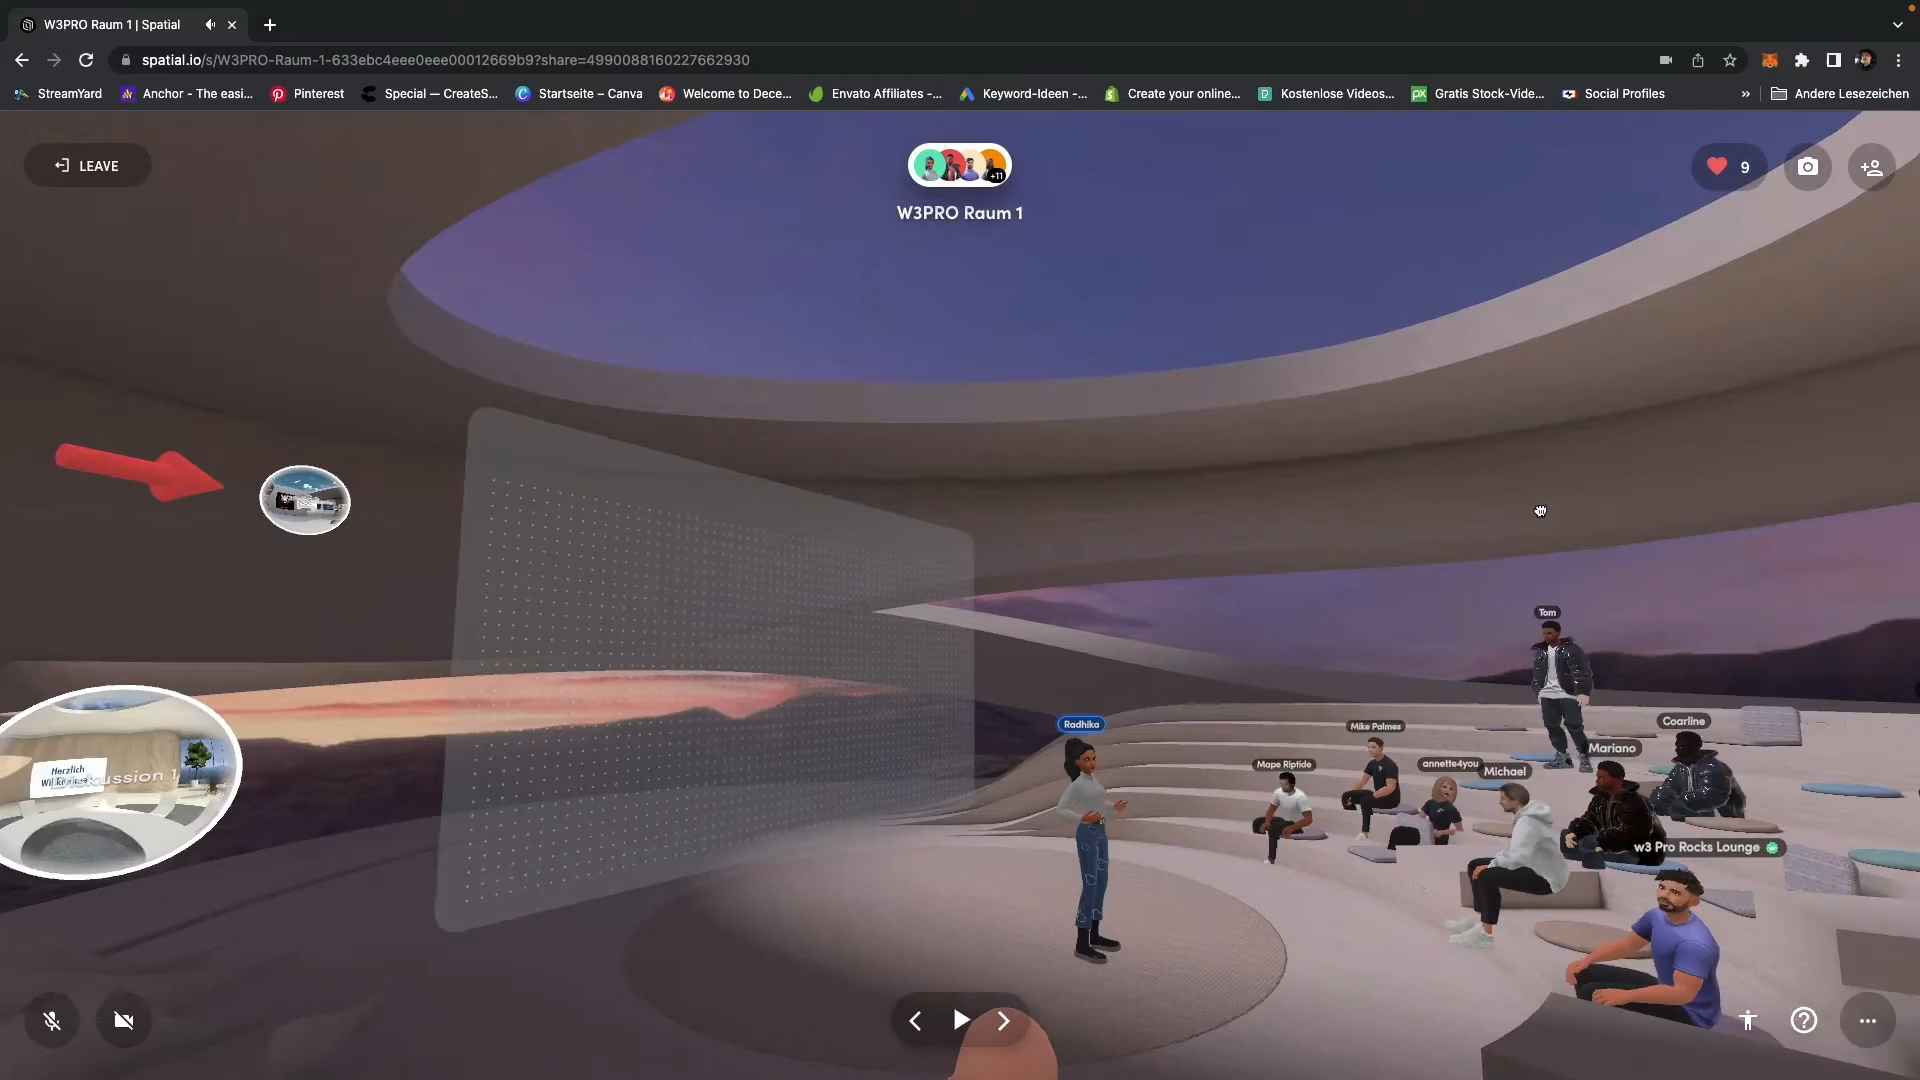 W3PRO Raum 1 | Spatial
spatial.io/s/W3PRO-Raum-1-633ebc4eee0eee00012669b9?share=4990088160227662930
StreamYard
Anchor - The easi...
Pinterest
Special — CreateS...
Startseite – Canva
Welcome to Dece...
Envato Affiliates -...
Keyword-Ideen -...
Create your online...
Kostenlose Videos...
Gratis Stock-Vide...
Social Profiles
»
Andere Lesezeichen
LEAVE
+11
9
W3PRO Raum 1
Tom
Radhika
Mike Palmes
Coarline
Mariano
Mape Riptide
annette4you
Michael
Herzlich
Diskussion 1
w3 Pro Rocks Lounge